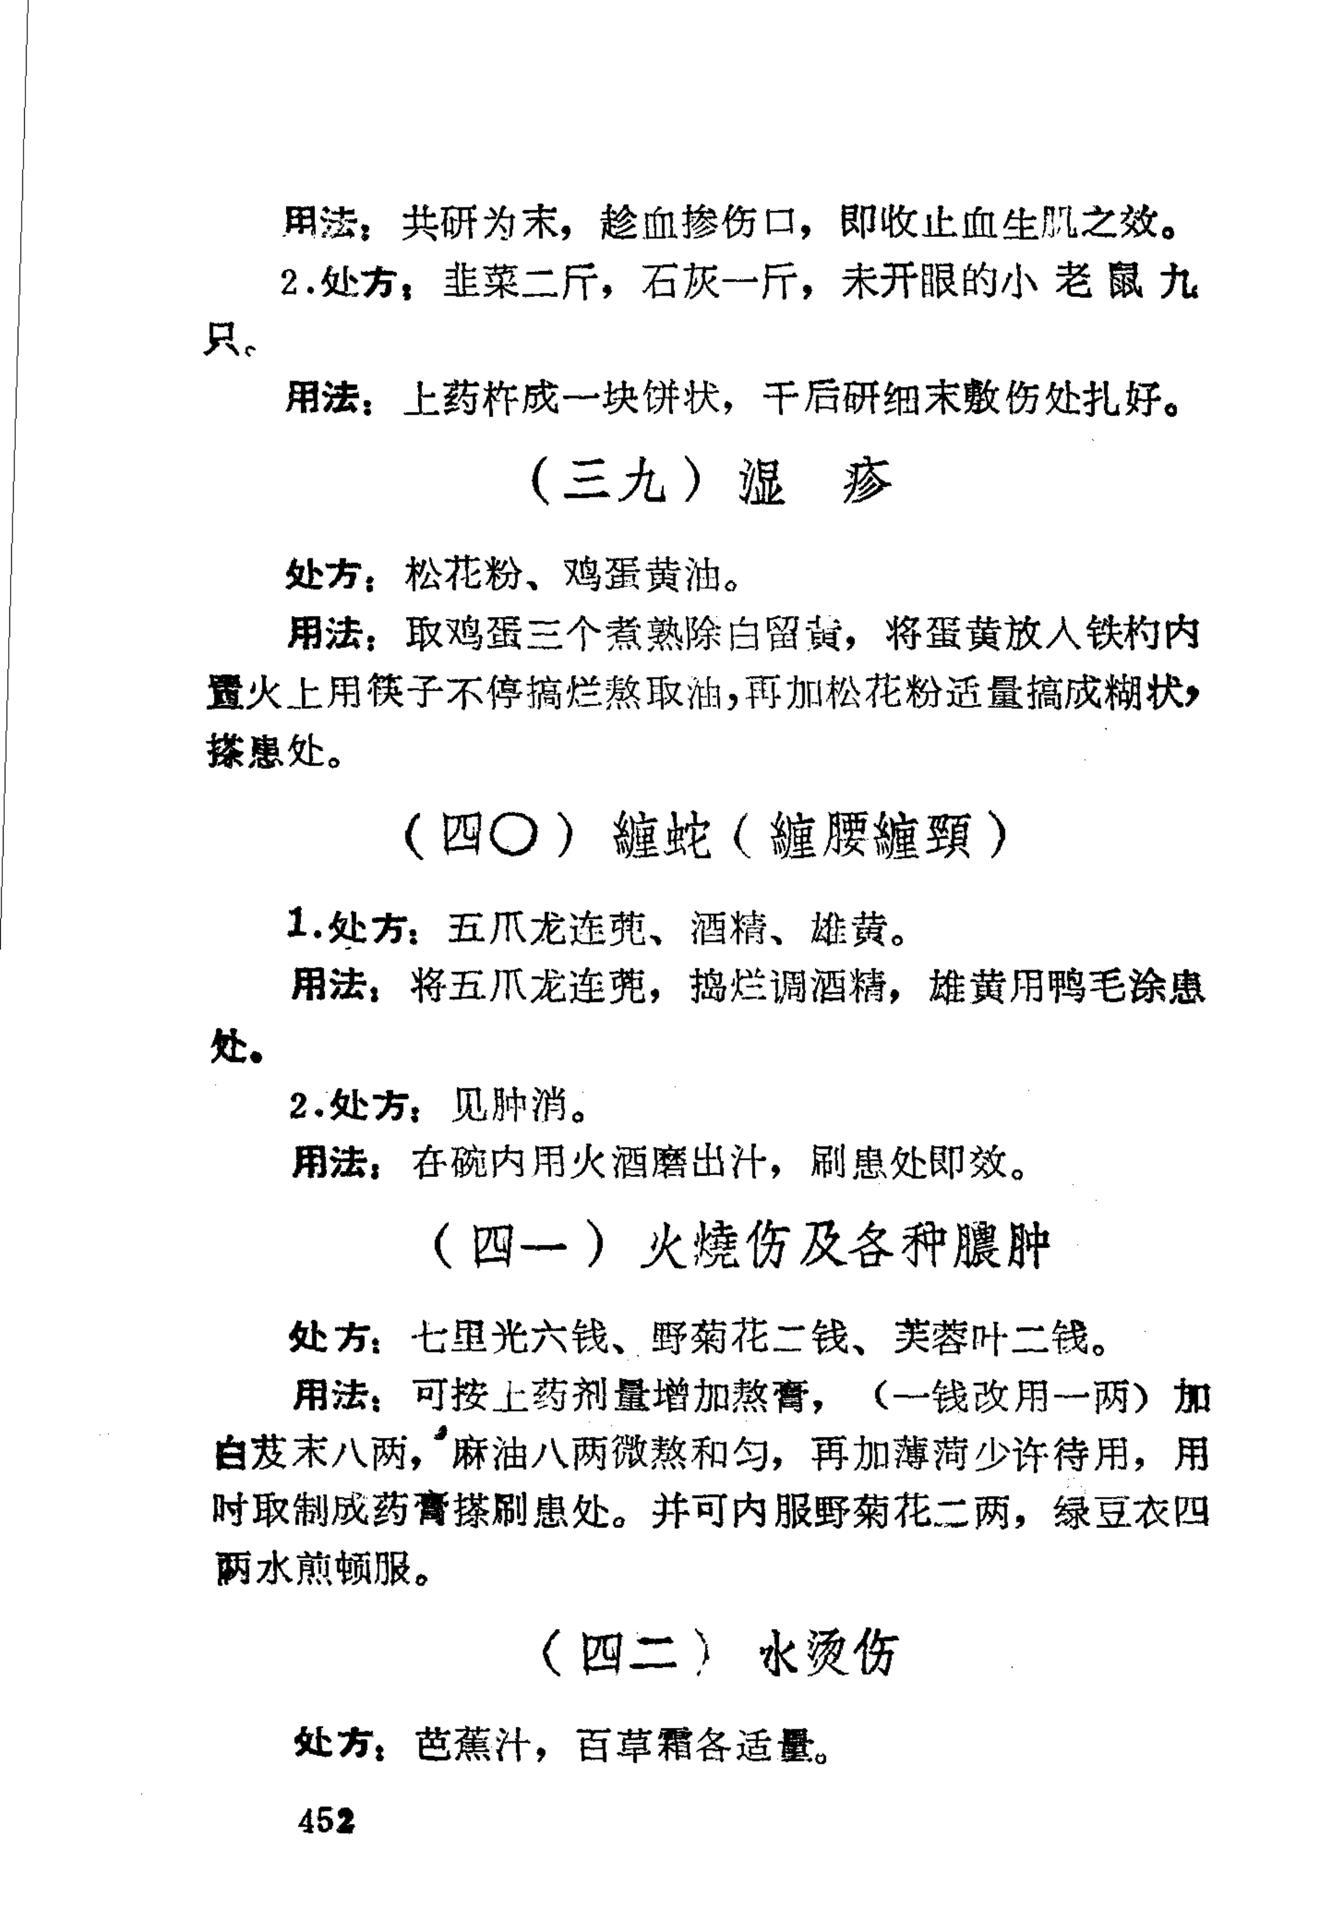 用法：共研为末，趁血掺伤口，即收止血生肌之效。
2.处方：韭菜二斤，石灰一斤，未开眼的小老鼠九
只。
用法：上药杵成一块饼状，干后研细末敷伤处扎好。
（三九）湿 疹
处方：松花粉、鸡蛋黄油。
用法：取鸡蛋三个煮熟除白留黄，将蛋黄放入铁杓内
置火上用筷子不停搞烂熬取油，再加松花粉适量搞成糊状，
搽患处。
（四〇）纏蛇（纏腰纏頸）
1.处方：五爪龙连蔸、酒精、雄黄。
用法：将五爪龙连蔸，捣烂调酒精，雄黄用鸭毛涂患
处。
2.处方：见肿消。
用法：在碗内用火酒磨出汁，刷患处即效。
（四一）火燒伤及各种膿肿
处方：七里光六钱、野菊花二钱、芙蓉叶二钱。
用法：可按上药剂量增加熬膏，（一钱改用一两）加
白芨末八两，麻油八两微熬和匀，再加薄荷少许待用，用
时取制成药膏搽刷患处。并可内服野菊花二两，绿豆衣四
两水煎顿服。
（四二）水烫伤
处方：芭蕉汁，百草霜各适量。
452